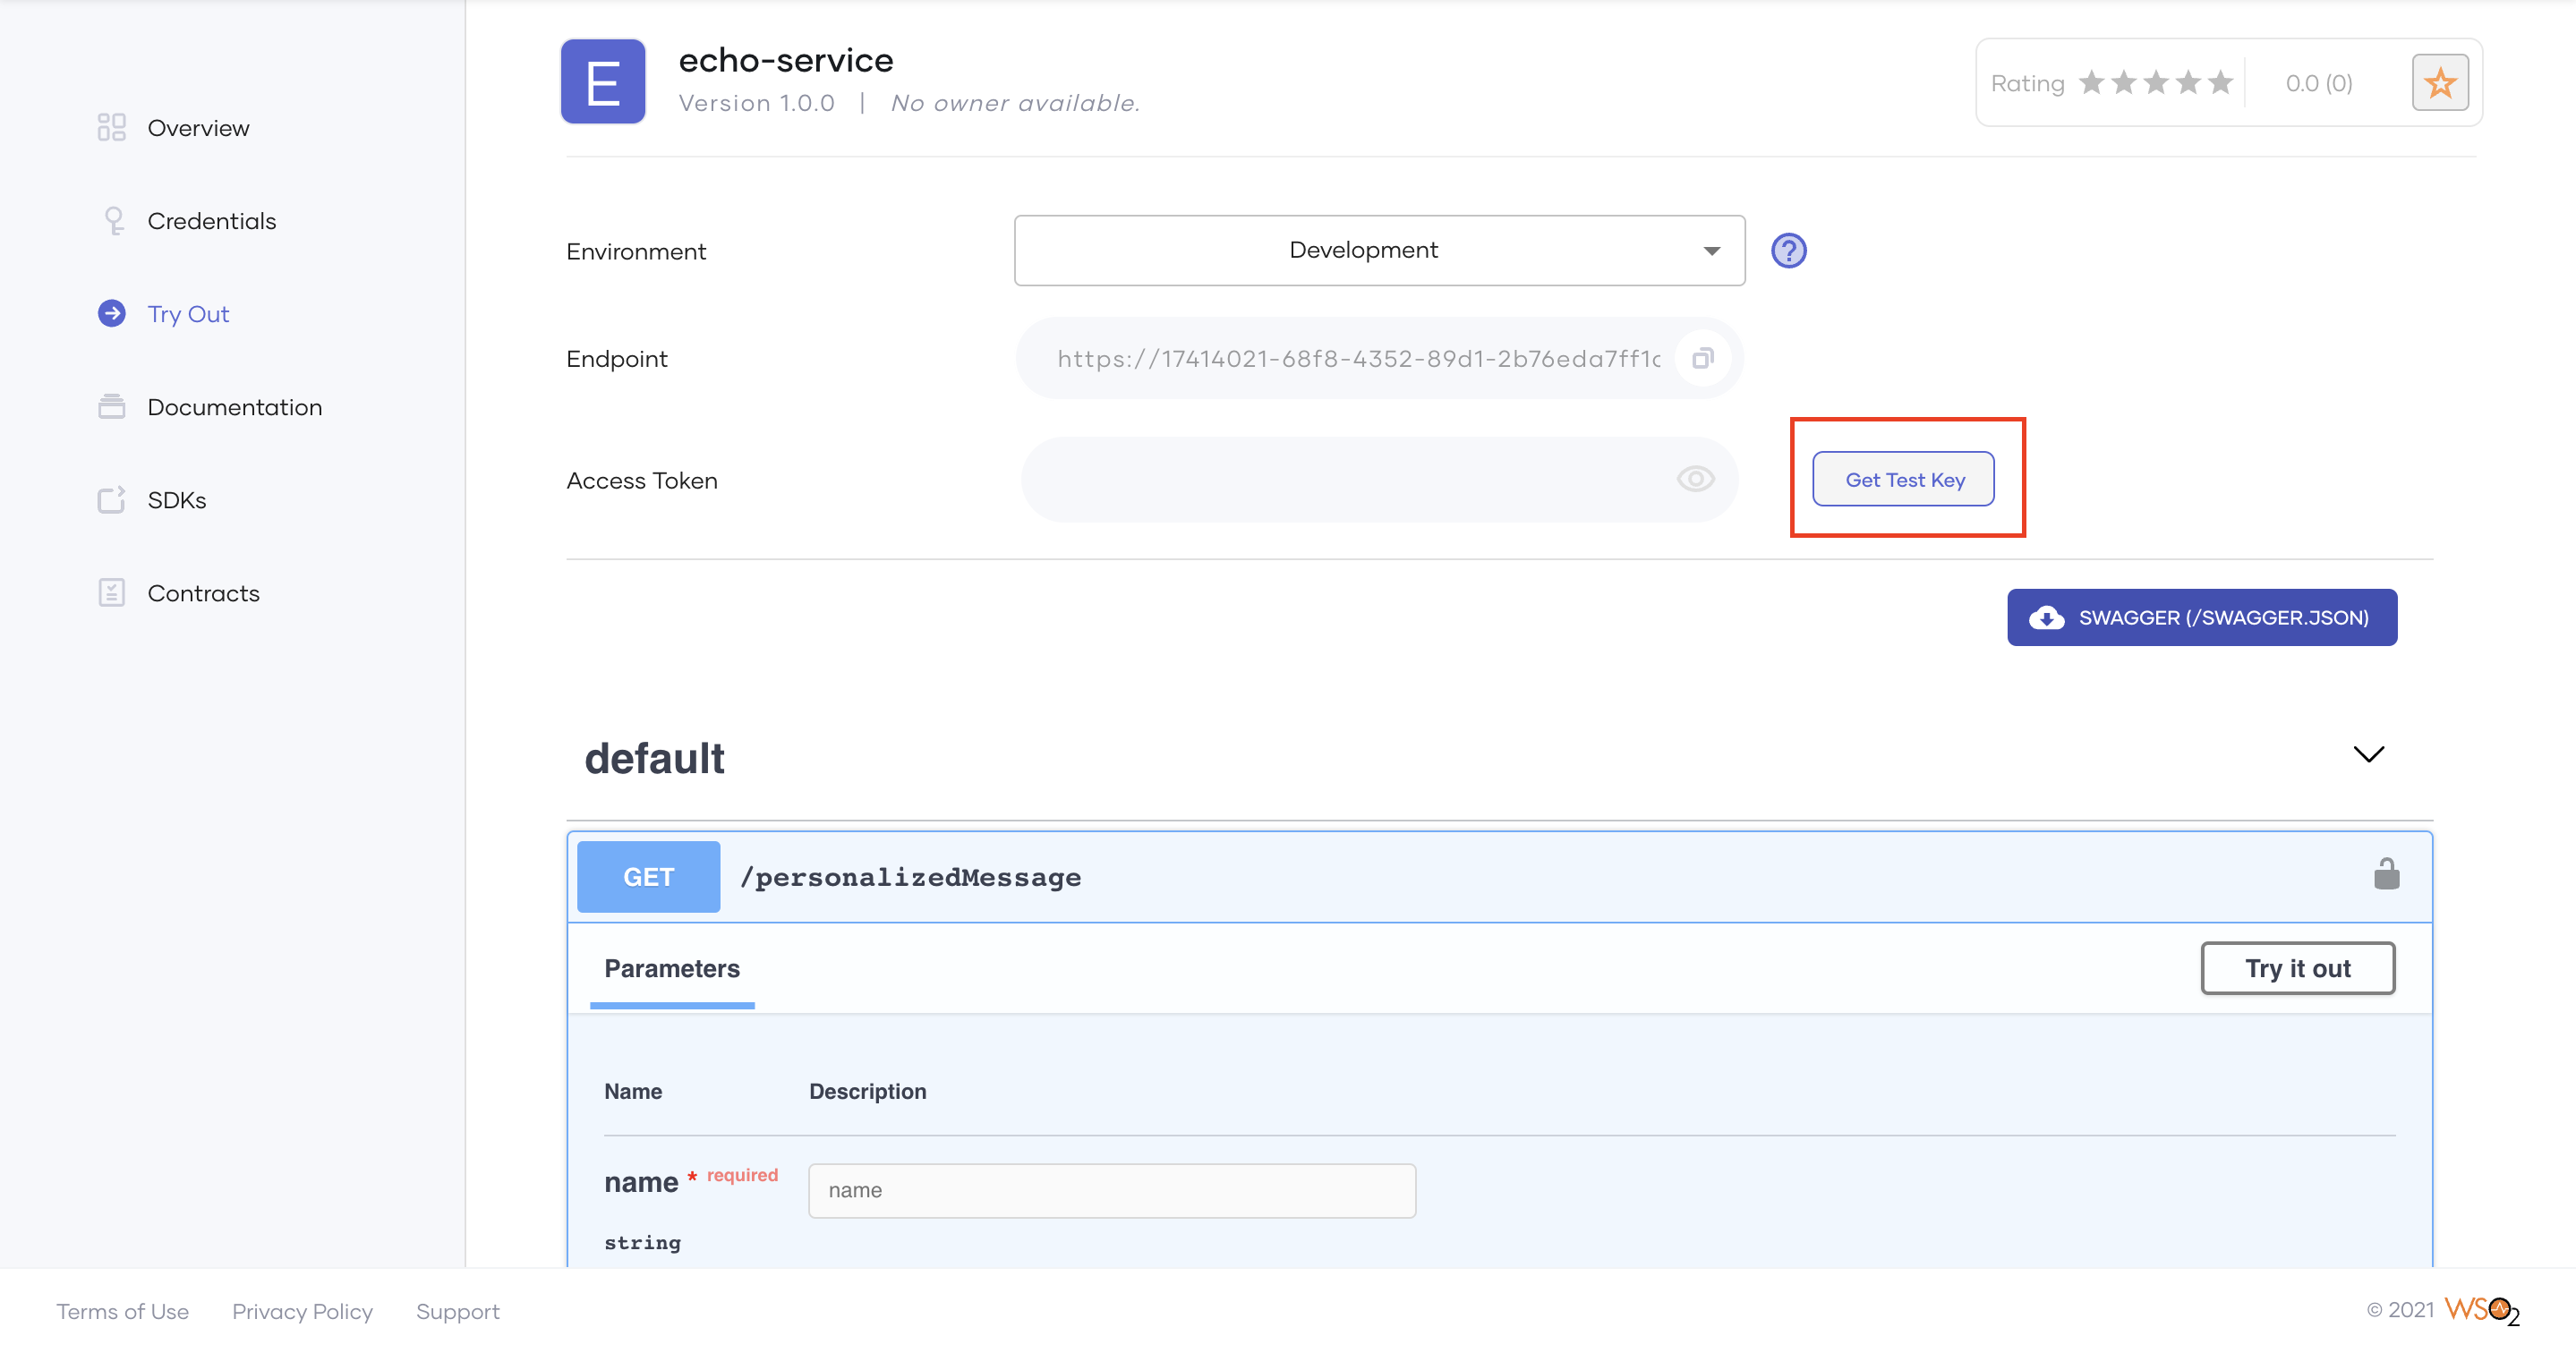 E
echo-service
Version 1.0.0 | No owner available.
Rating 0.0 (0)
Overview
Credentials
Try Out
Documentation
SDKs
Contracts
Environment
Development
?
Endpoint
https://17414021-68f8-4352-89d1-2b76eda7ff1c
Access Token
Get Test Key
SWAGGER (/SWAGGER.JSON)
default
GET /personalizedMessage
Parameters
Try it out
Name Description
name * required
name
string
Terms of Use Privacy Policy Support
© 2021 WSO2